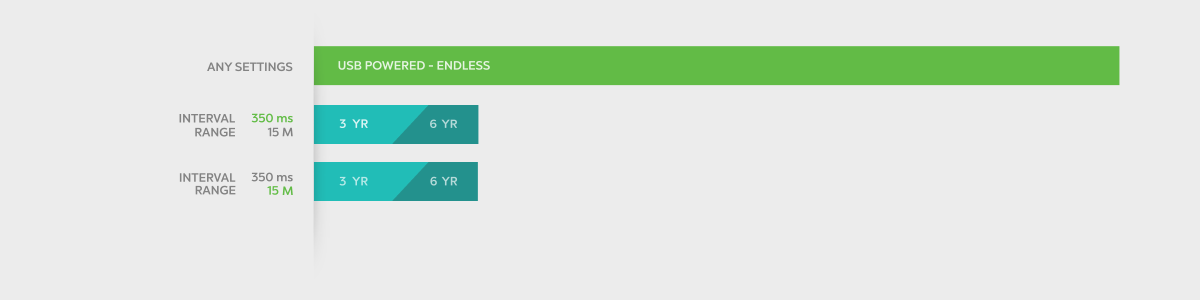 ANY SETTINGS USB POWERED - ENDLESS
INTERVAL 350 ms 3 YR 6 YR
RANGE 15 M
INTERVAL 350 ms 3 YR 6 YR
RANGE 15 M